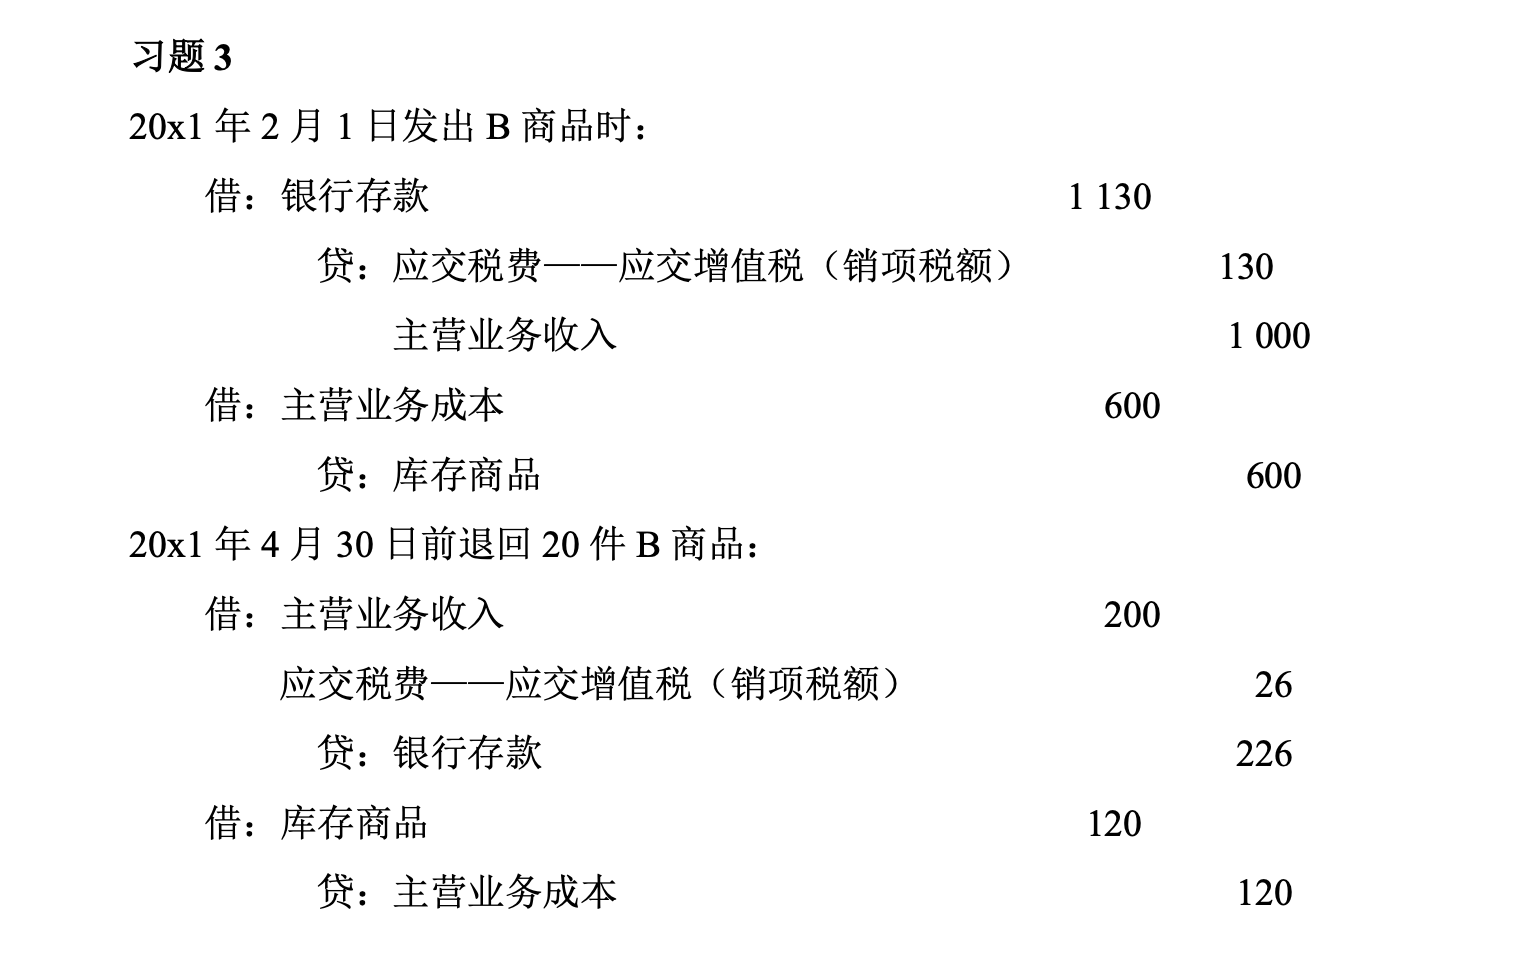 习题 3
20x1 年 2 月 1 日发出 B 商品时：
借：银行存款 1 130
贷：应交税费——应交增值税（销项税额） 130
主营业务收入 1 000
借：主营业务成本 600
贷：库存商品 600
20x1 年 4 月 30 日前退回 20 件 B 商品：
借：主营业务收入 200
应交税费——应交增值税（销项税额） 26
贷：银行存款 226
借：库存商品 120
贷：主营业务成本 120